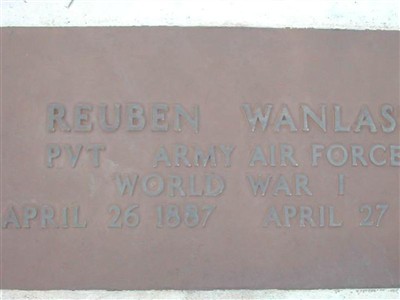 REUBEN WANLAS
PVT ARMY AIR FORCE
WORLD WAR I
APRIL 26 1887 APRIL 27